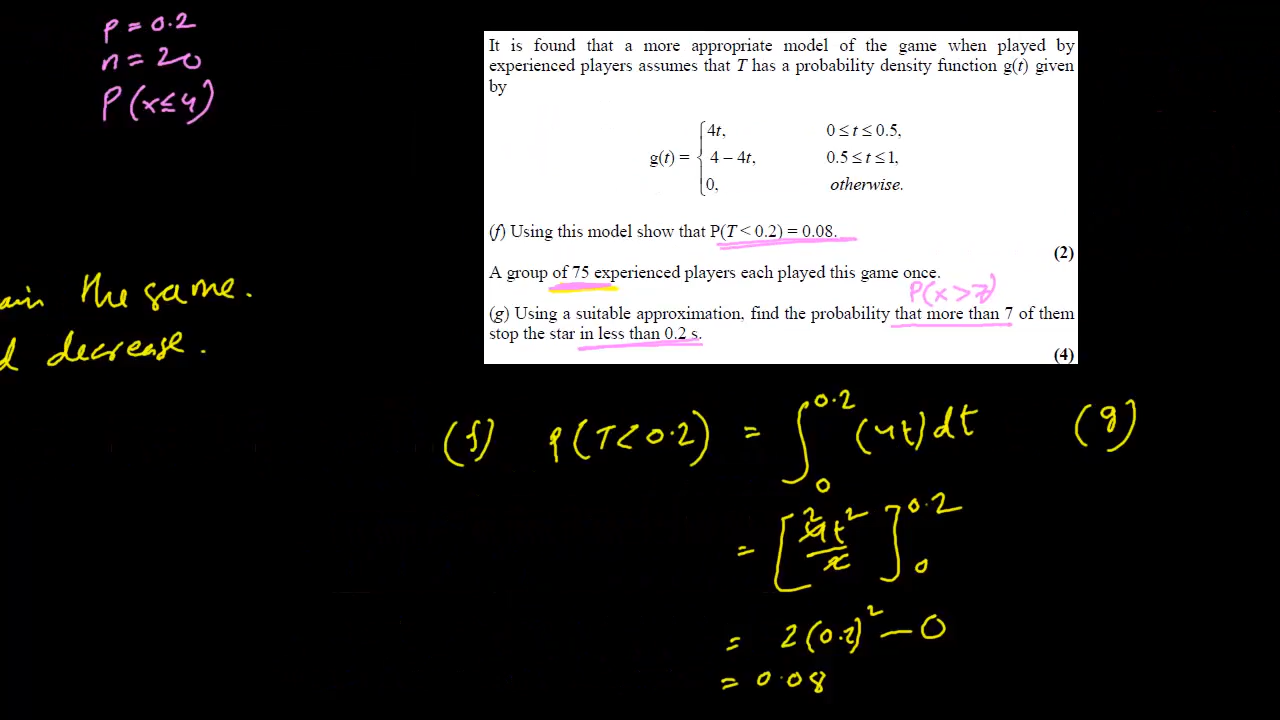 p = 0.2
n = 20
P(x≤4)
It is found that a more appropriate model of the game when played by
experienced players assumes that T has a probability density function g(t) given
by
g(t) = { 4t, 0 ≤ t ≤ 0.5,
4 – 4t, 0.5 ≤ t ≤ 1,
0, otherwise.
(f) Using this model show that P(T < 0.2) = 0.08.
(2)
A group of 75 experienced players each played this game once.
P(x>7)
(g) Using a suitable approximation, find the probability that more than 7 of them
stop the star in less than 0.2 s.
(4)
the same.
decrease.
(f) P(T<0.2) = ∫₀^0.2 (4t)dt (g)
= [4t²/2]₀^0.2
= 2(0.2)² – 0
= 0.08